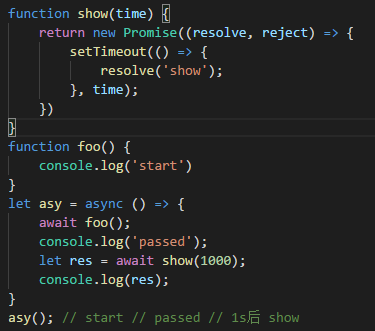 function show(time) {
    return new Promise((resolve, reject) => {
        setTimeout(() => {
            resolve('show');
        }, time);
    })
}
function foo() {
    console.log('start')
}
let asy = async () => {
    await foo();
    console.log('passed');
    let res = await show(1000);
    console.log(res);
}
asy(); // start // passed // 1s后 show